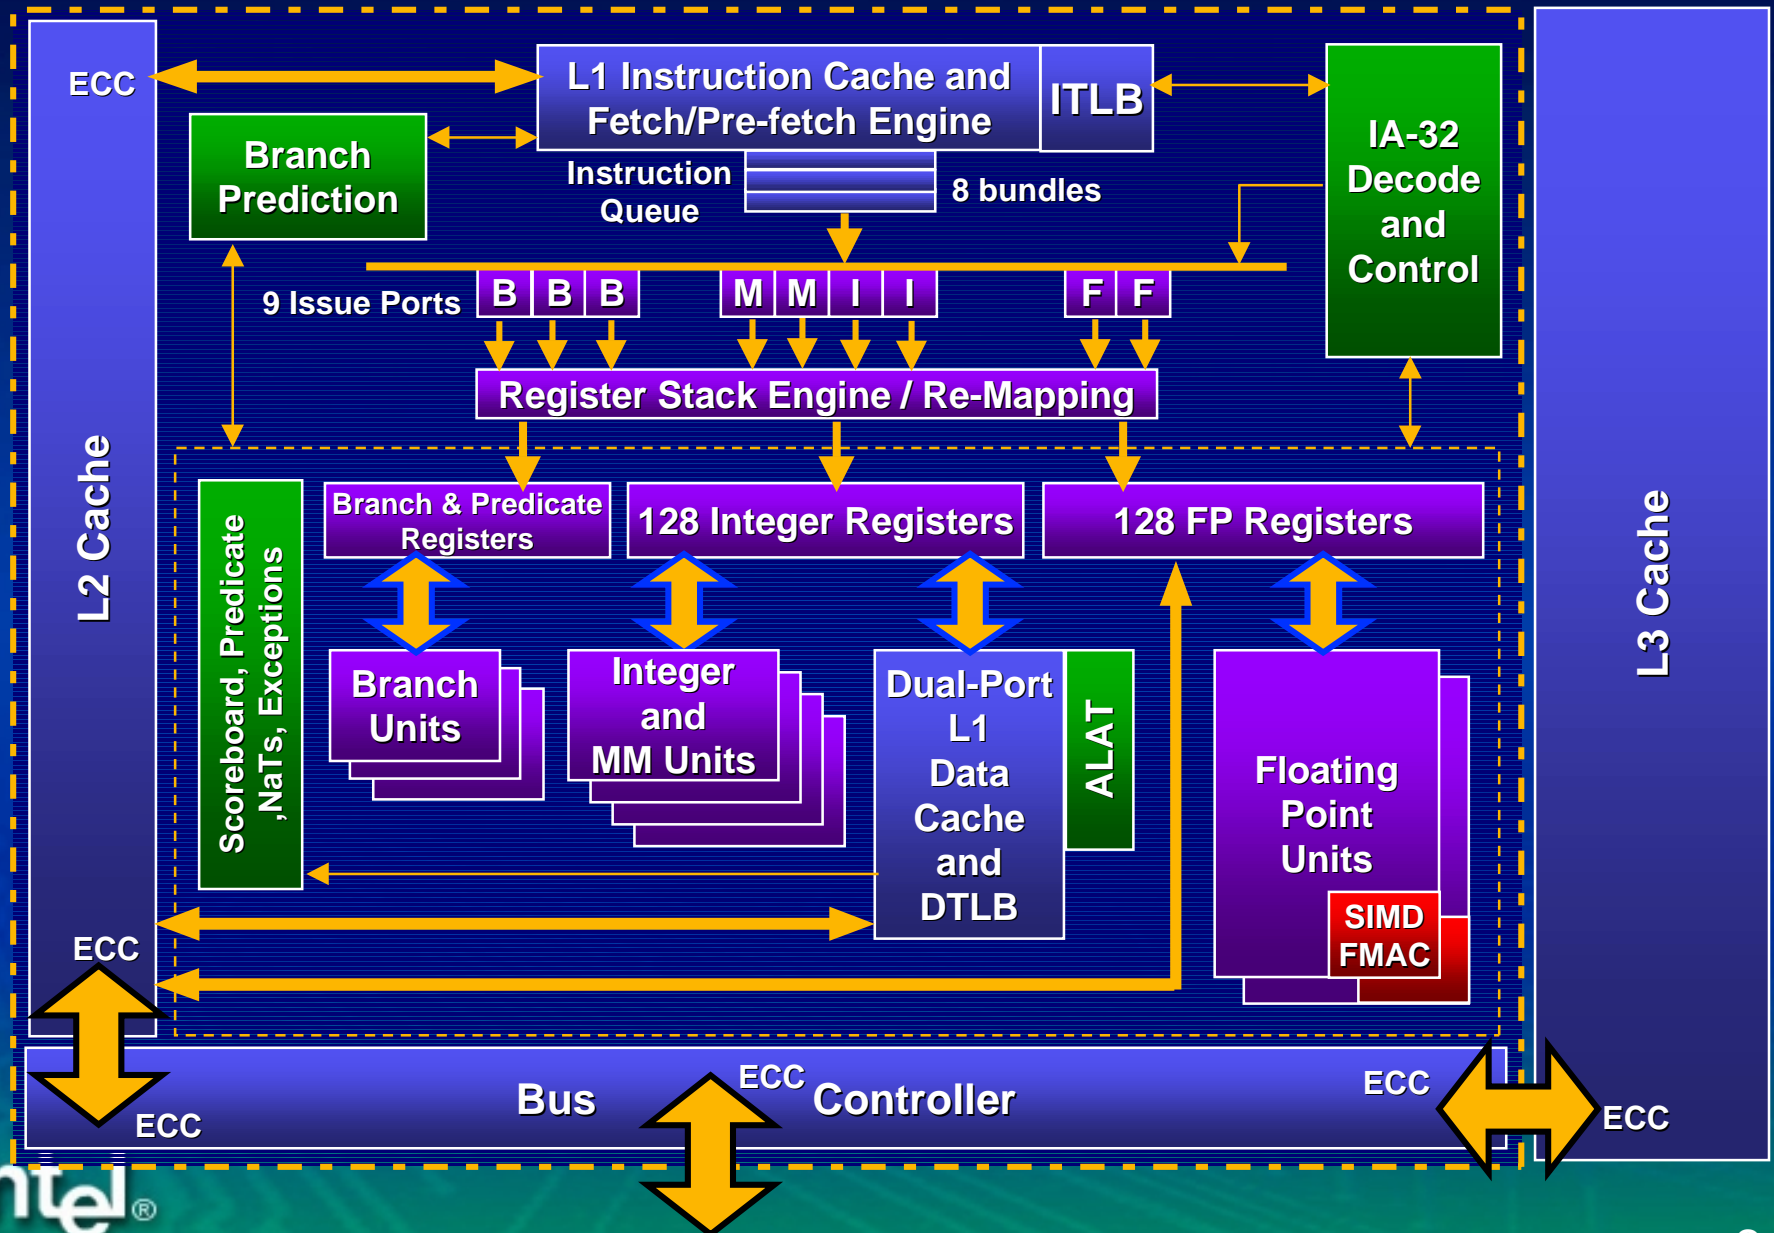 ECC
L1 Instruction Cache and
Fetch/Pre-fetch Engine
ITLB
IA-32
Decode
and
Control
Branch
Prediction
Instruction
Queue
8 bundles
9 Issue Ports
B B B M M I I F F
Register Stack Engine / Re-Mapping
L2 Cache
L3 Cache
Scoreboard, Predicate
,NaTs, Exceptions
Branch & Predicate
Registers
128 Integer Registers
128 FP Registers
Branch
Units
Integer
and
MM Units
Dual-Port
L1
Data
Cache
and
DTLB
ALAT
Floating
Point
Units
SIMD
FMAC
ECC
ECC
Bus
ECC
Controller
ECC
ECC
intel®